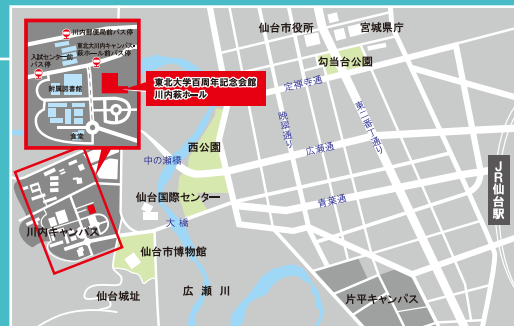 川内郵便局前バス停
東北大川内キャンパス・
萩ホール前バス停
入試センター前
バス停
附属図書館
食堂
東北大学百周年記念会館
川内萩ホール
仙台市役所
宮城県庁
勾当台公園
定禅寺通
晩翠通り
東二番丁通り
広瀬通
青葉通
西公園
中の瀬橋
仙台国際センター
大橋
仙台市博物館
川内キャンパス
仙台城址
広瀬川
片平キャンパス
JR仙台駅